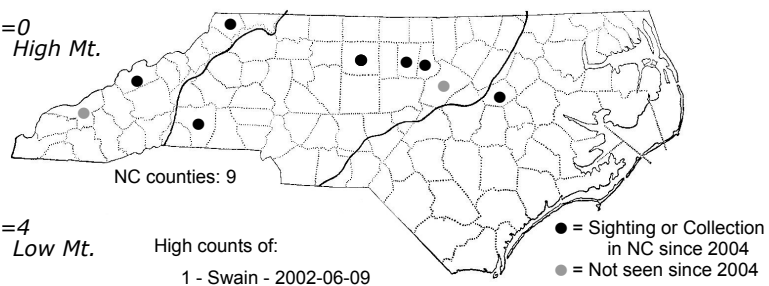 =0
High Mt.
NC counties: 9
=4
Low Mt.
High counts of:
1 - Swain - 2002-06-09
● = Sighting or Collection
in NC since 2004
● = Not seen since 2004